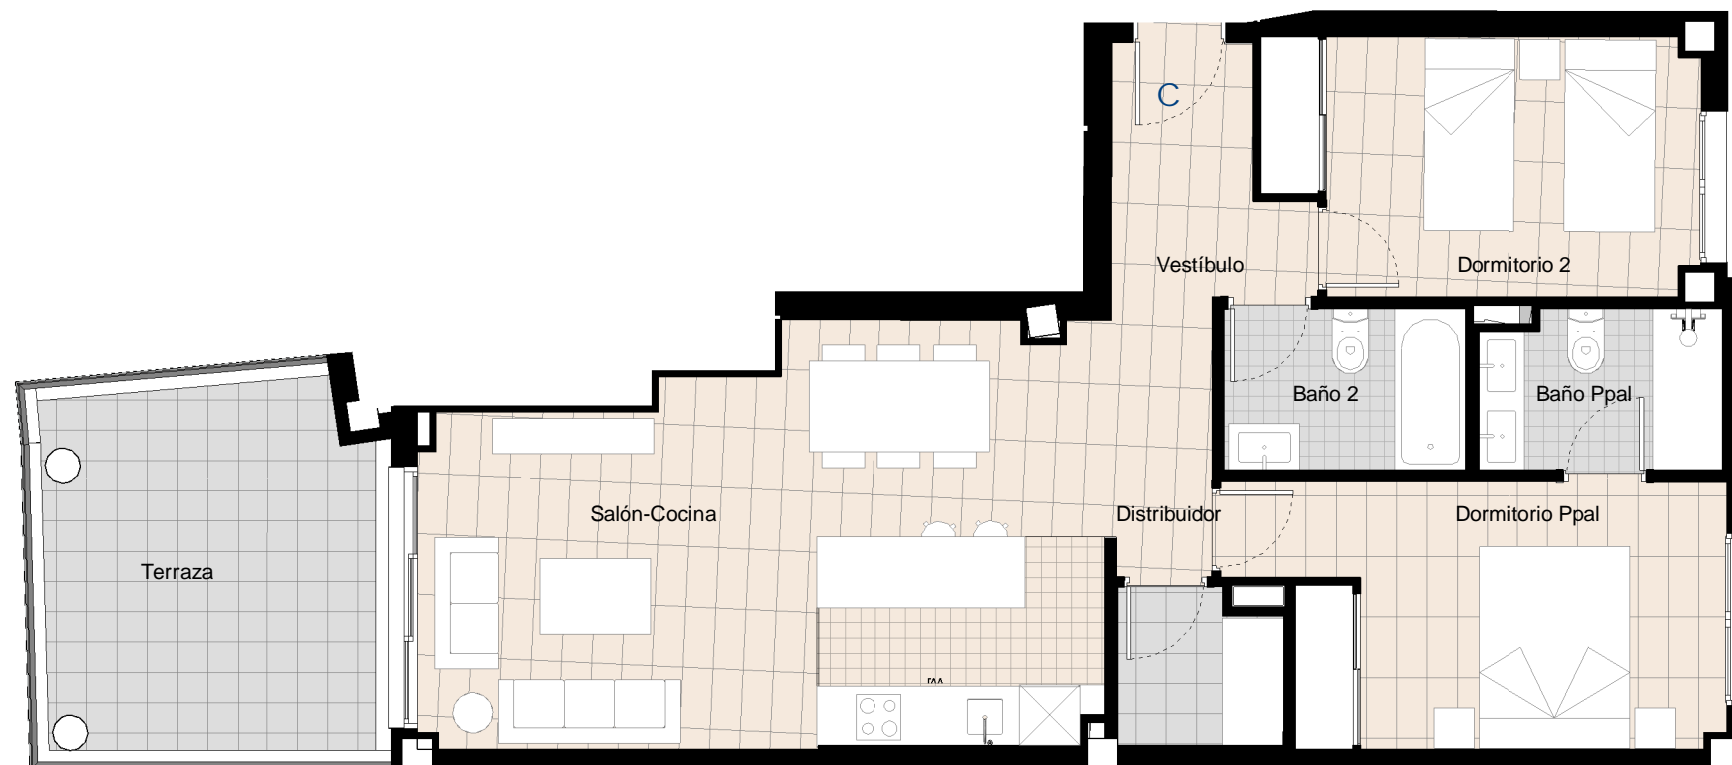 C
Vestíbulo
Dormitorio 2
Baño 2
Baño Ppal
Salón-Cocina
Distribuidor
Dormitorio Ppal
Terraza